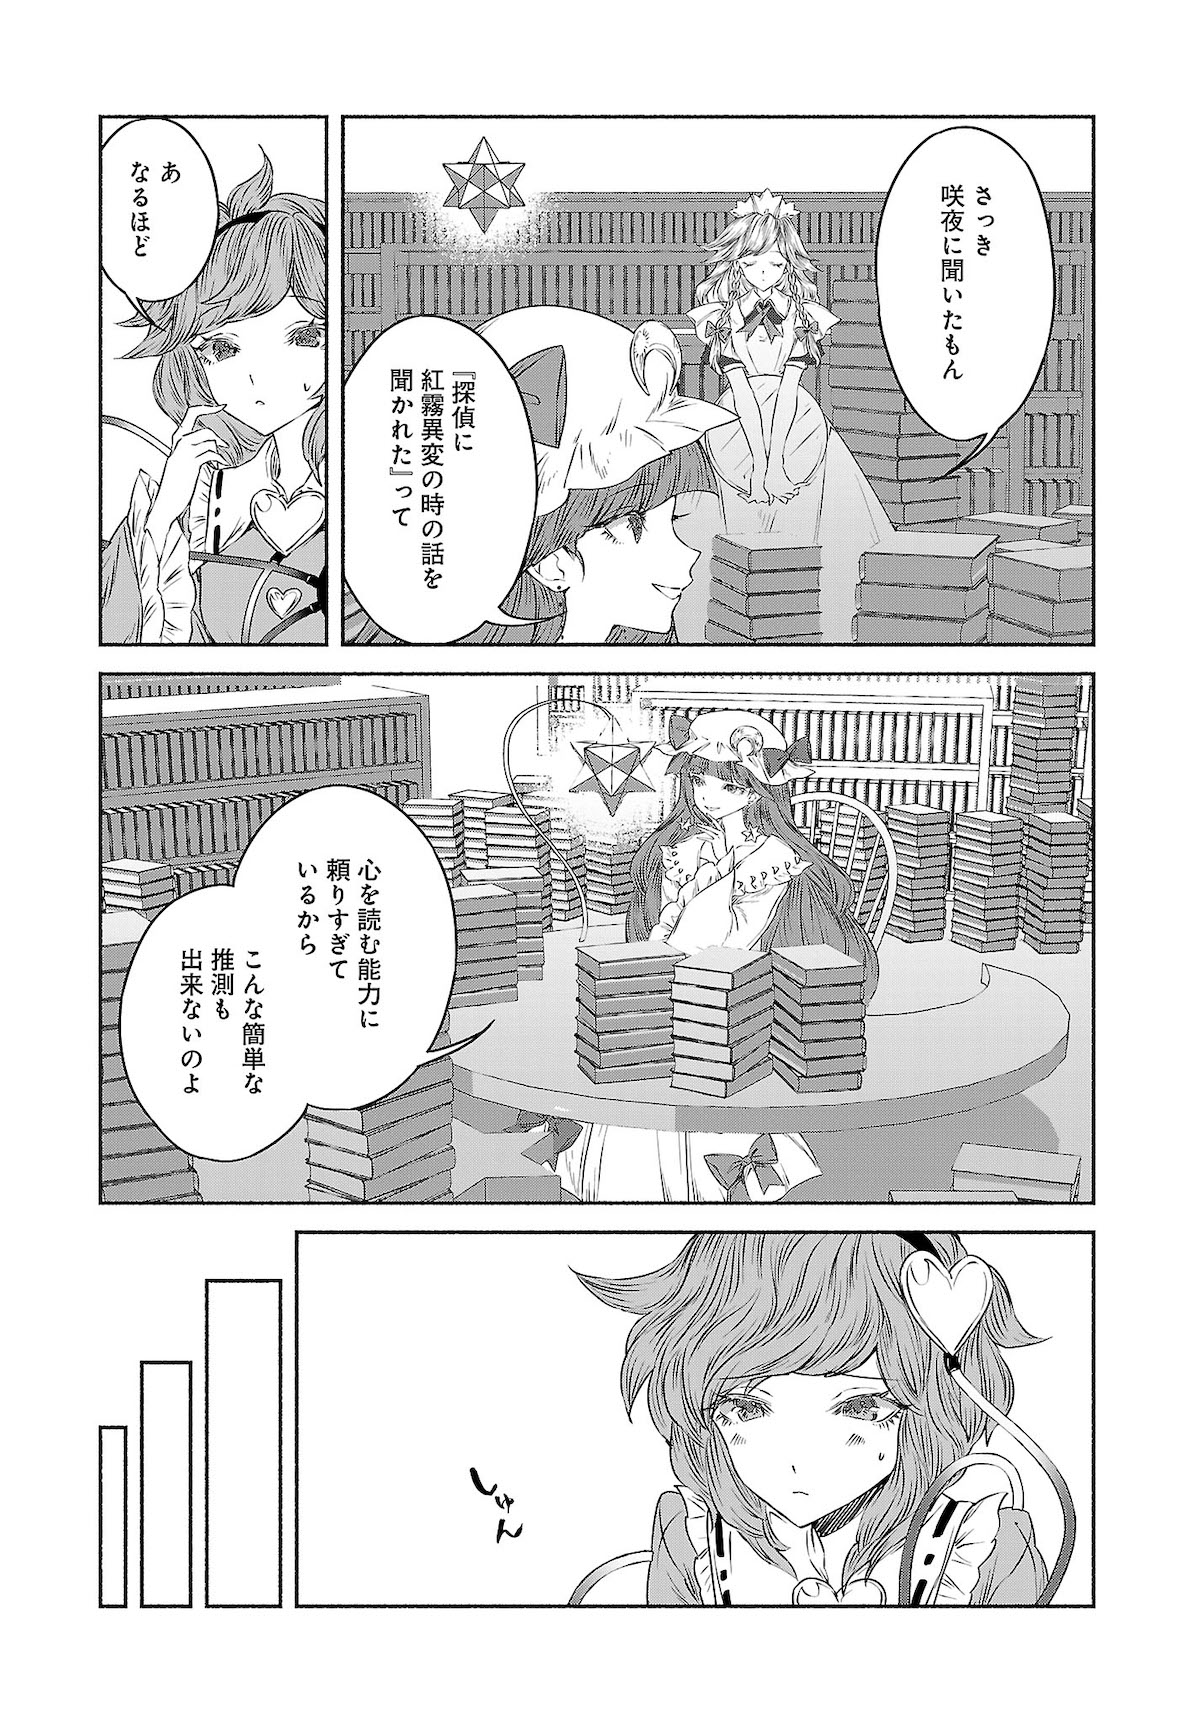 さっき
咲夜に聞いたもん
『探偵に
紅霧異変の時の話を
聞かれた』って
あ
なるほど
心を読む能力に
頼りすぎて
いるから
こんな簡単な
推測も
出来ないのよ
しゅん